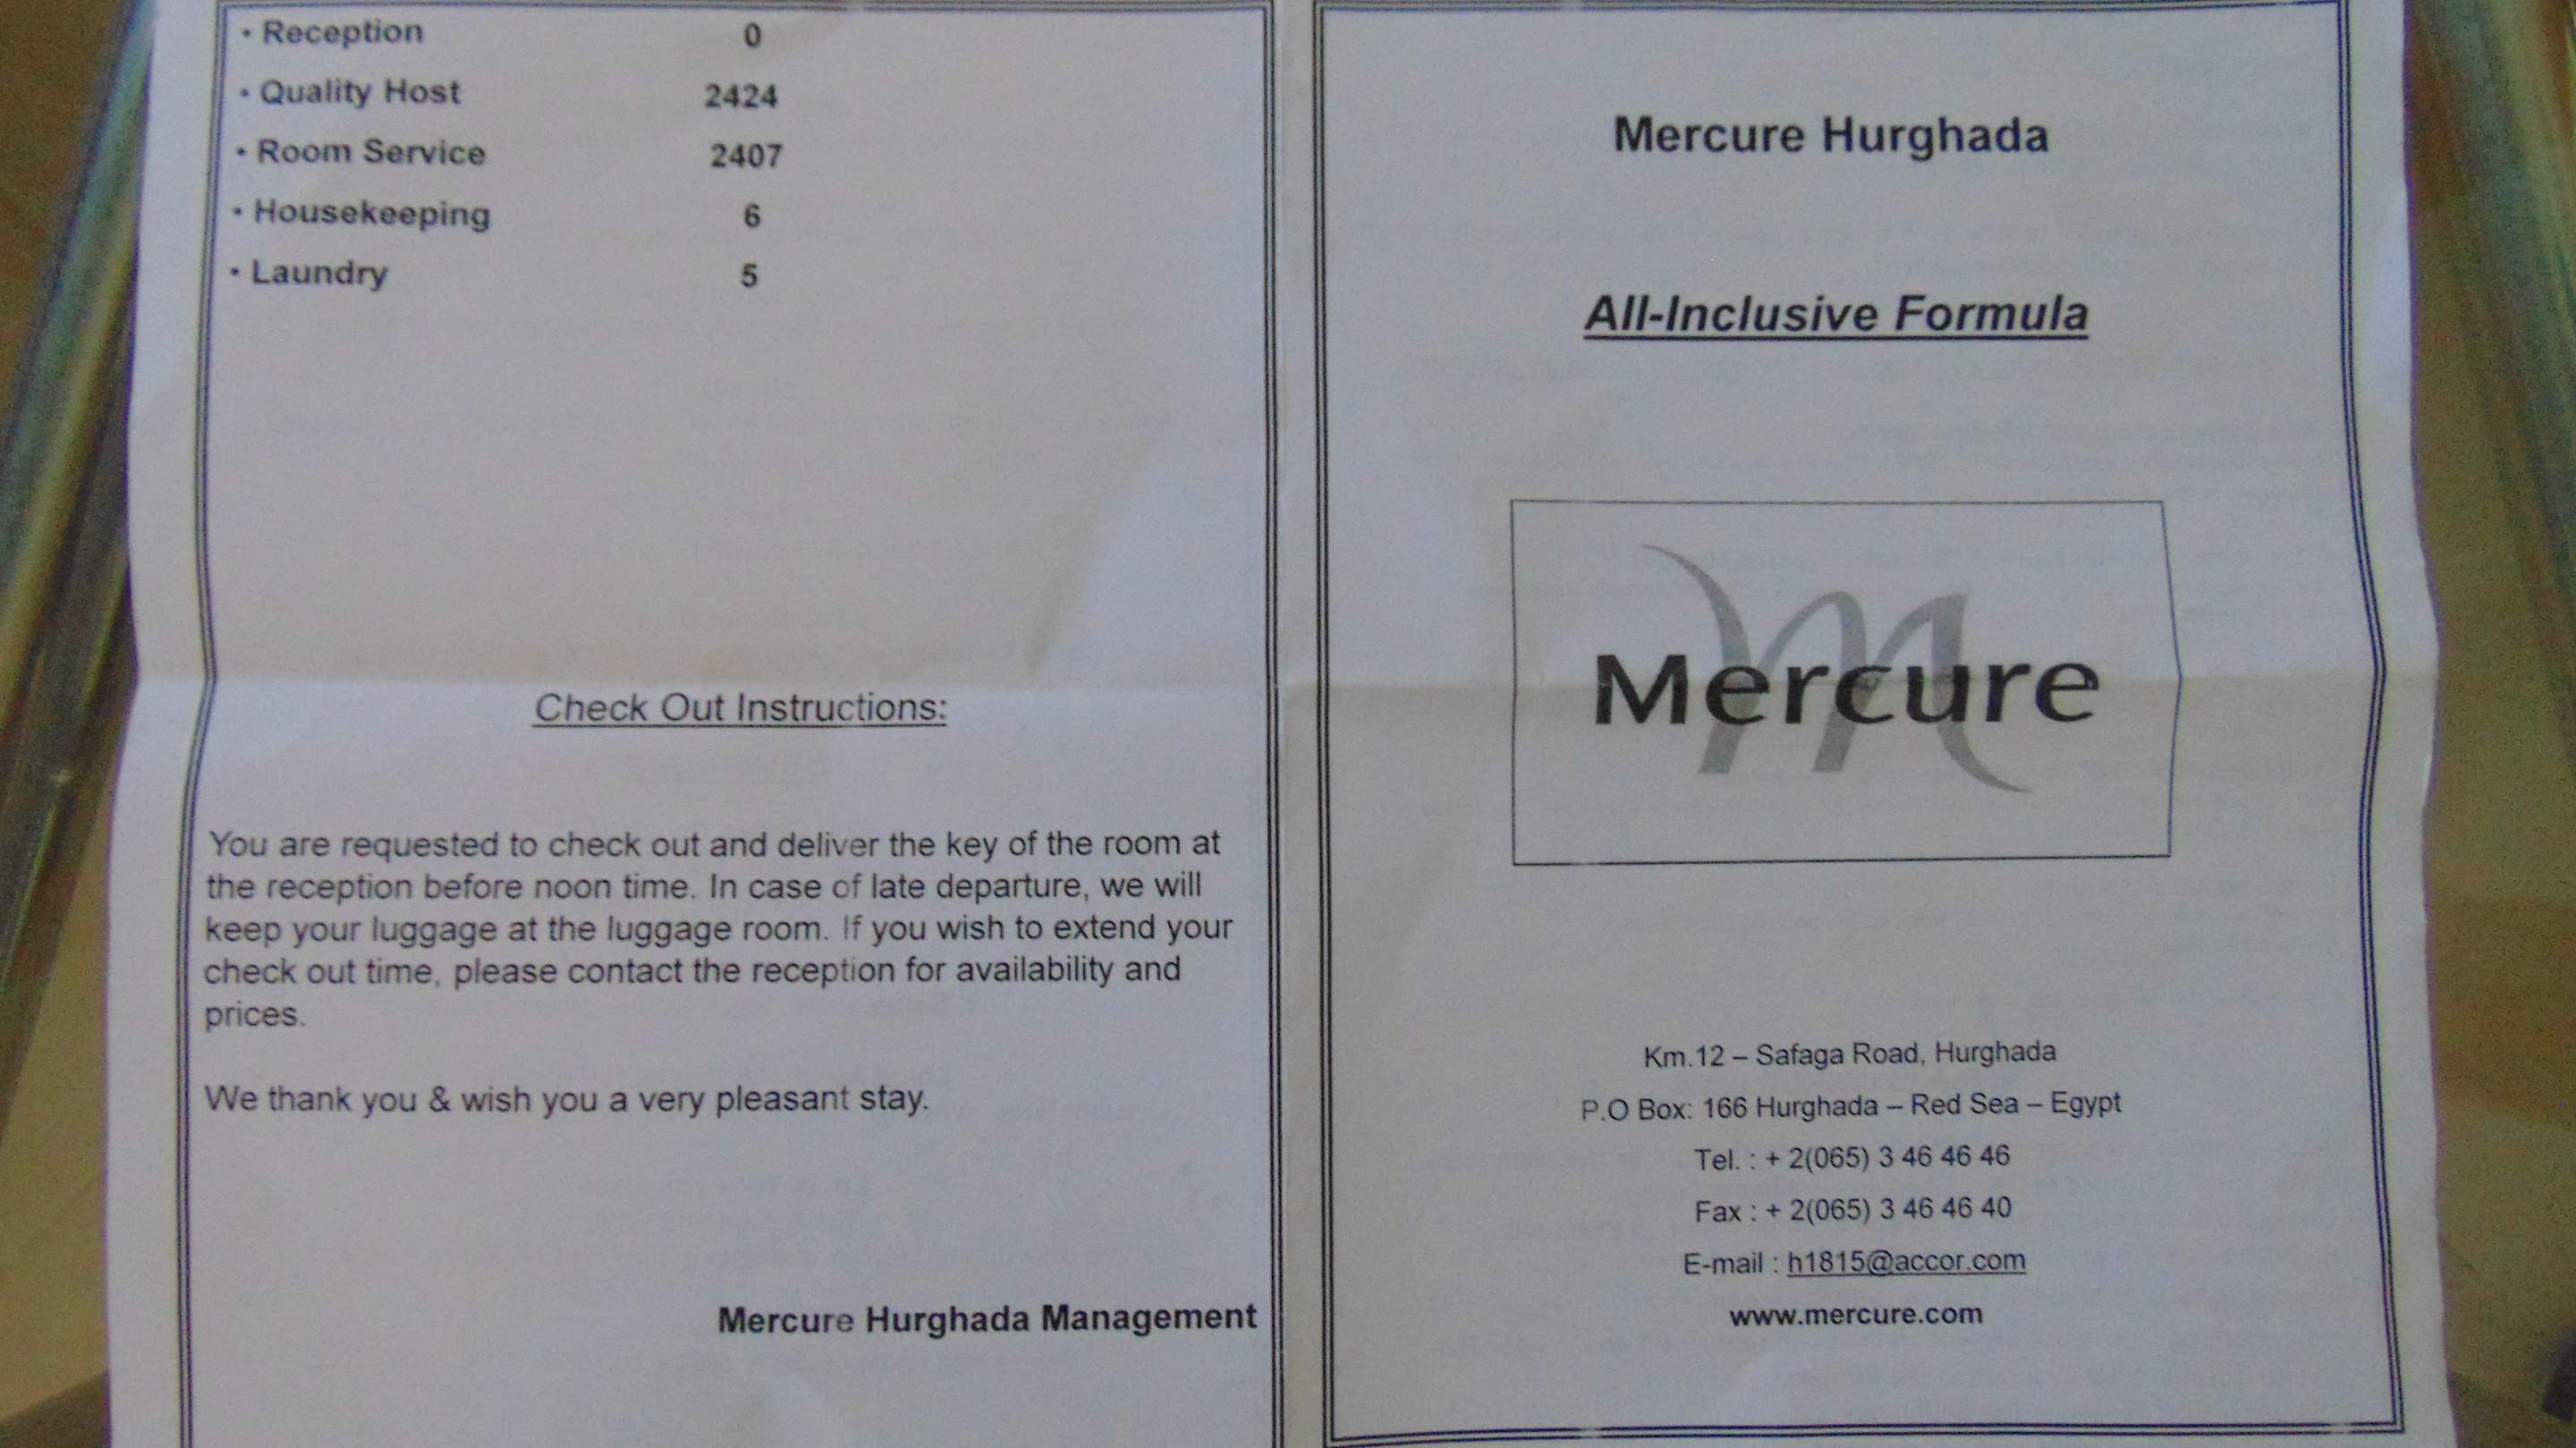 • Reception 0
• Quality Host 2424
• Room Service 2407
• Housekeeping 6
• Laundry 5
Check Out Instructions:
You are requested to check out and deliver the key of the room at
the reception before noon time. In case of late departure, we will
keep your luggage at the luggage room. If you wish to extend your
check out time, please contact the reception for availability and
prices.
We thank you & wish you a very pleasant stay.
Mercure Hurghada Management
Mercure Hurghada
All-Inclusive Formula
Mercure
Km.12 – Safaga Road, Hurghada
P.O Box: 166 Hurghada – Red Sea – Egypt
Tel. : + 2(065) 3 46 46 46
Fax : + 2(065) 3 46 46 40
E-mail : h1815@accor.com
www.mercure.com